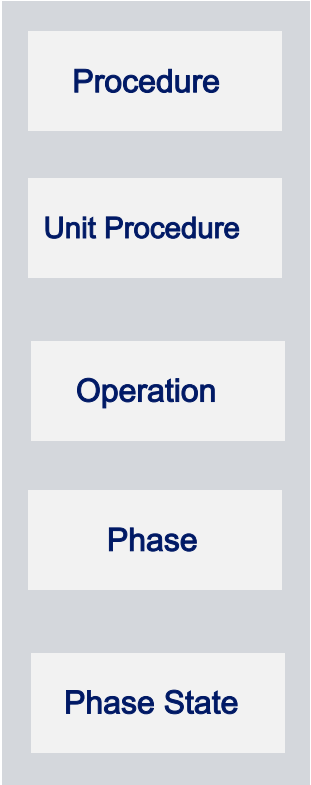 Procedure
Unit Procedure
Operation
Phase
Phase State